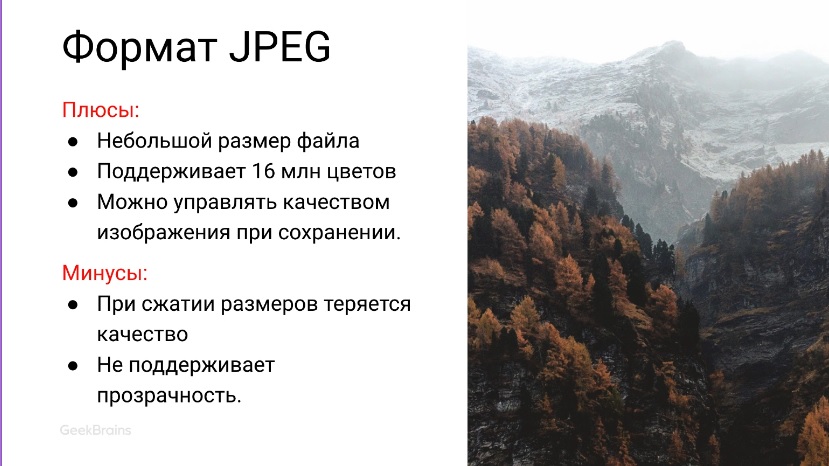 Формат JPEG
Плюсы:
● Небольшой размер файла
● Поддерживает 16 млн цветов
● Можно управлять качеством
изображения при сохранении.
Минусы:
● При сжатии размеров теряется
качество
● Не поддерживает
прозрачность.
GeekBrains